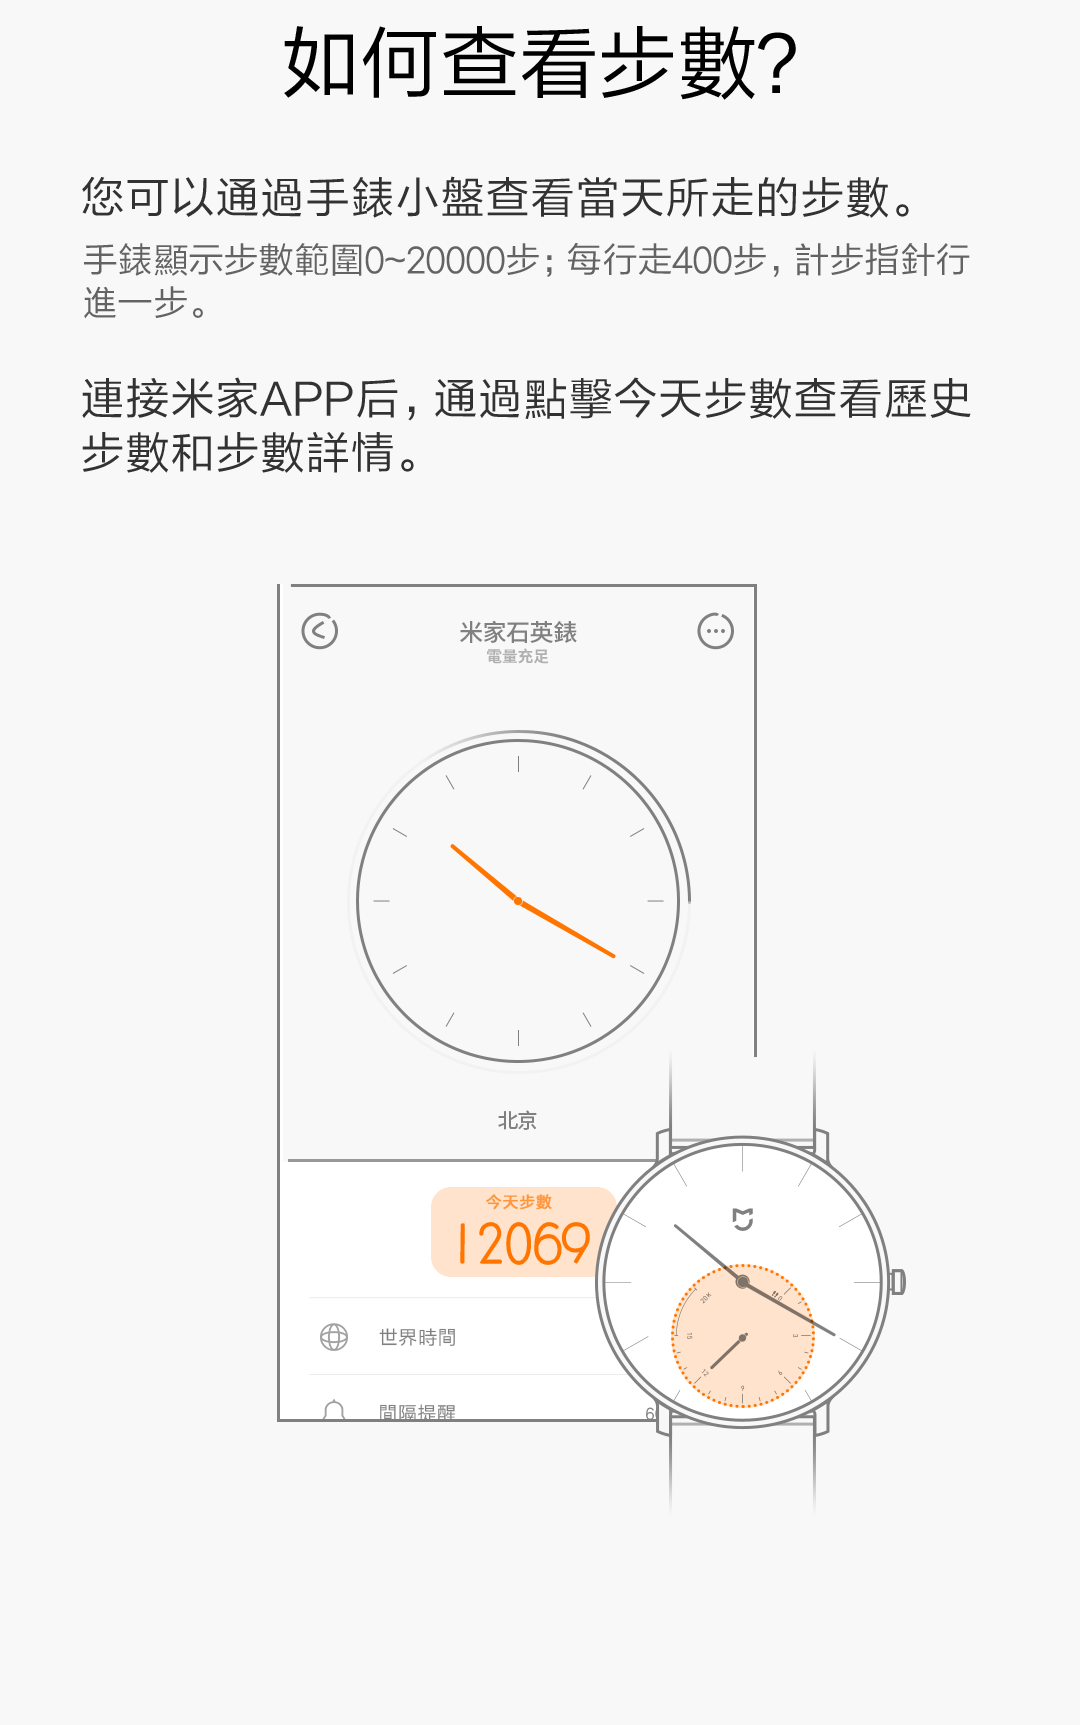 如何查看步數?
您可以通過手錶小盤查看當天所走的步數。
手錶顯示步數範圍0~20000步；每行走400步，計步指針行
進一步。
連接米家APP后，通過點擊今天步數查看歷史
步數和步數詳情。
米家石英錶
電量充足
北京
今天步數
12069
世界時間
間隔提醒
6
20K
0
15
3
12
6
9